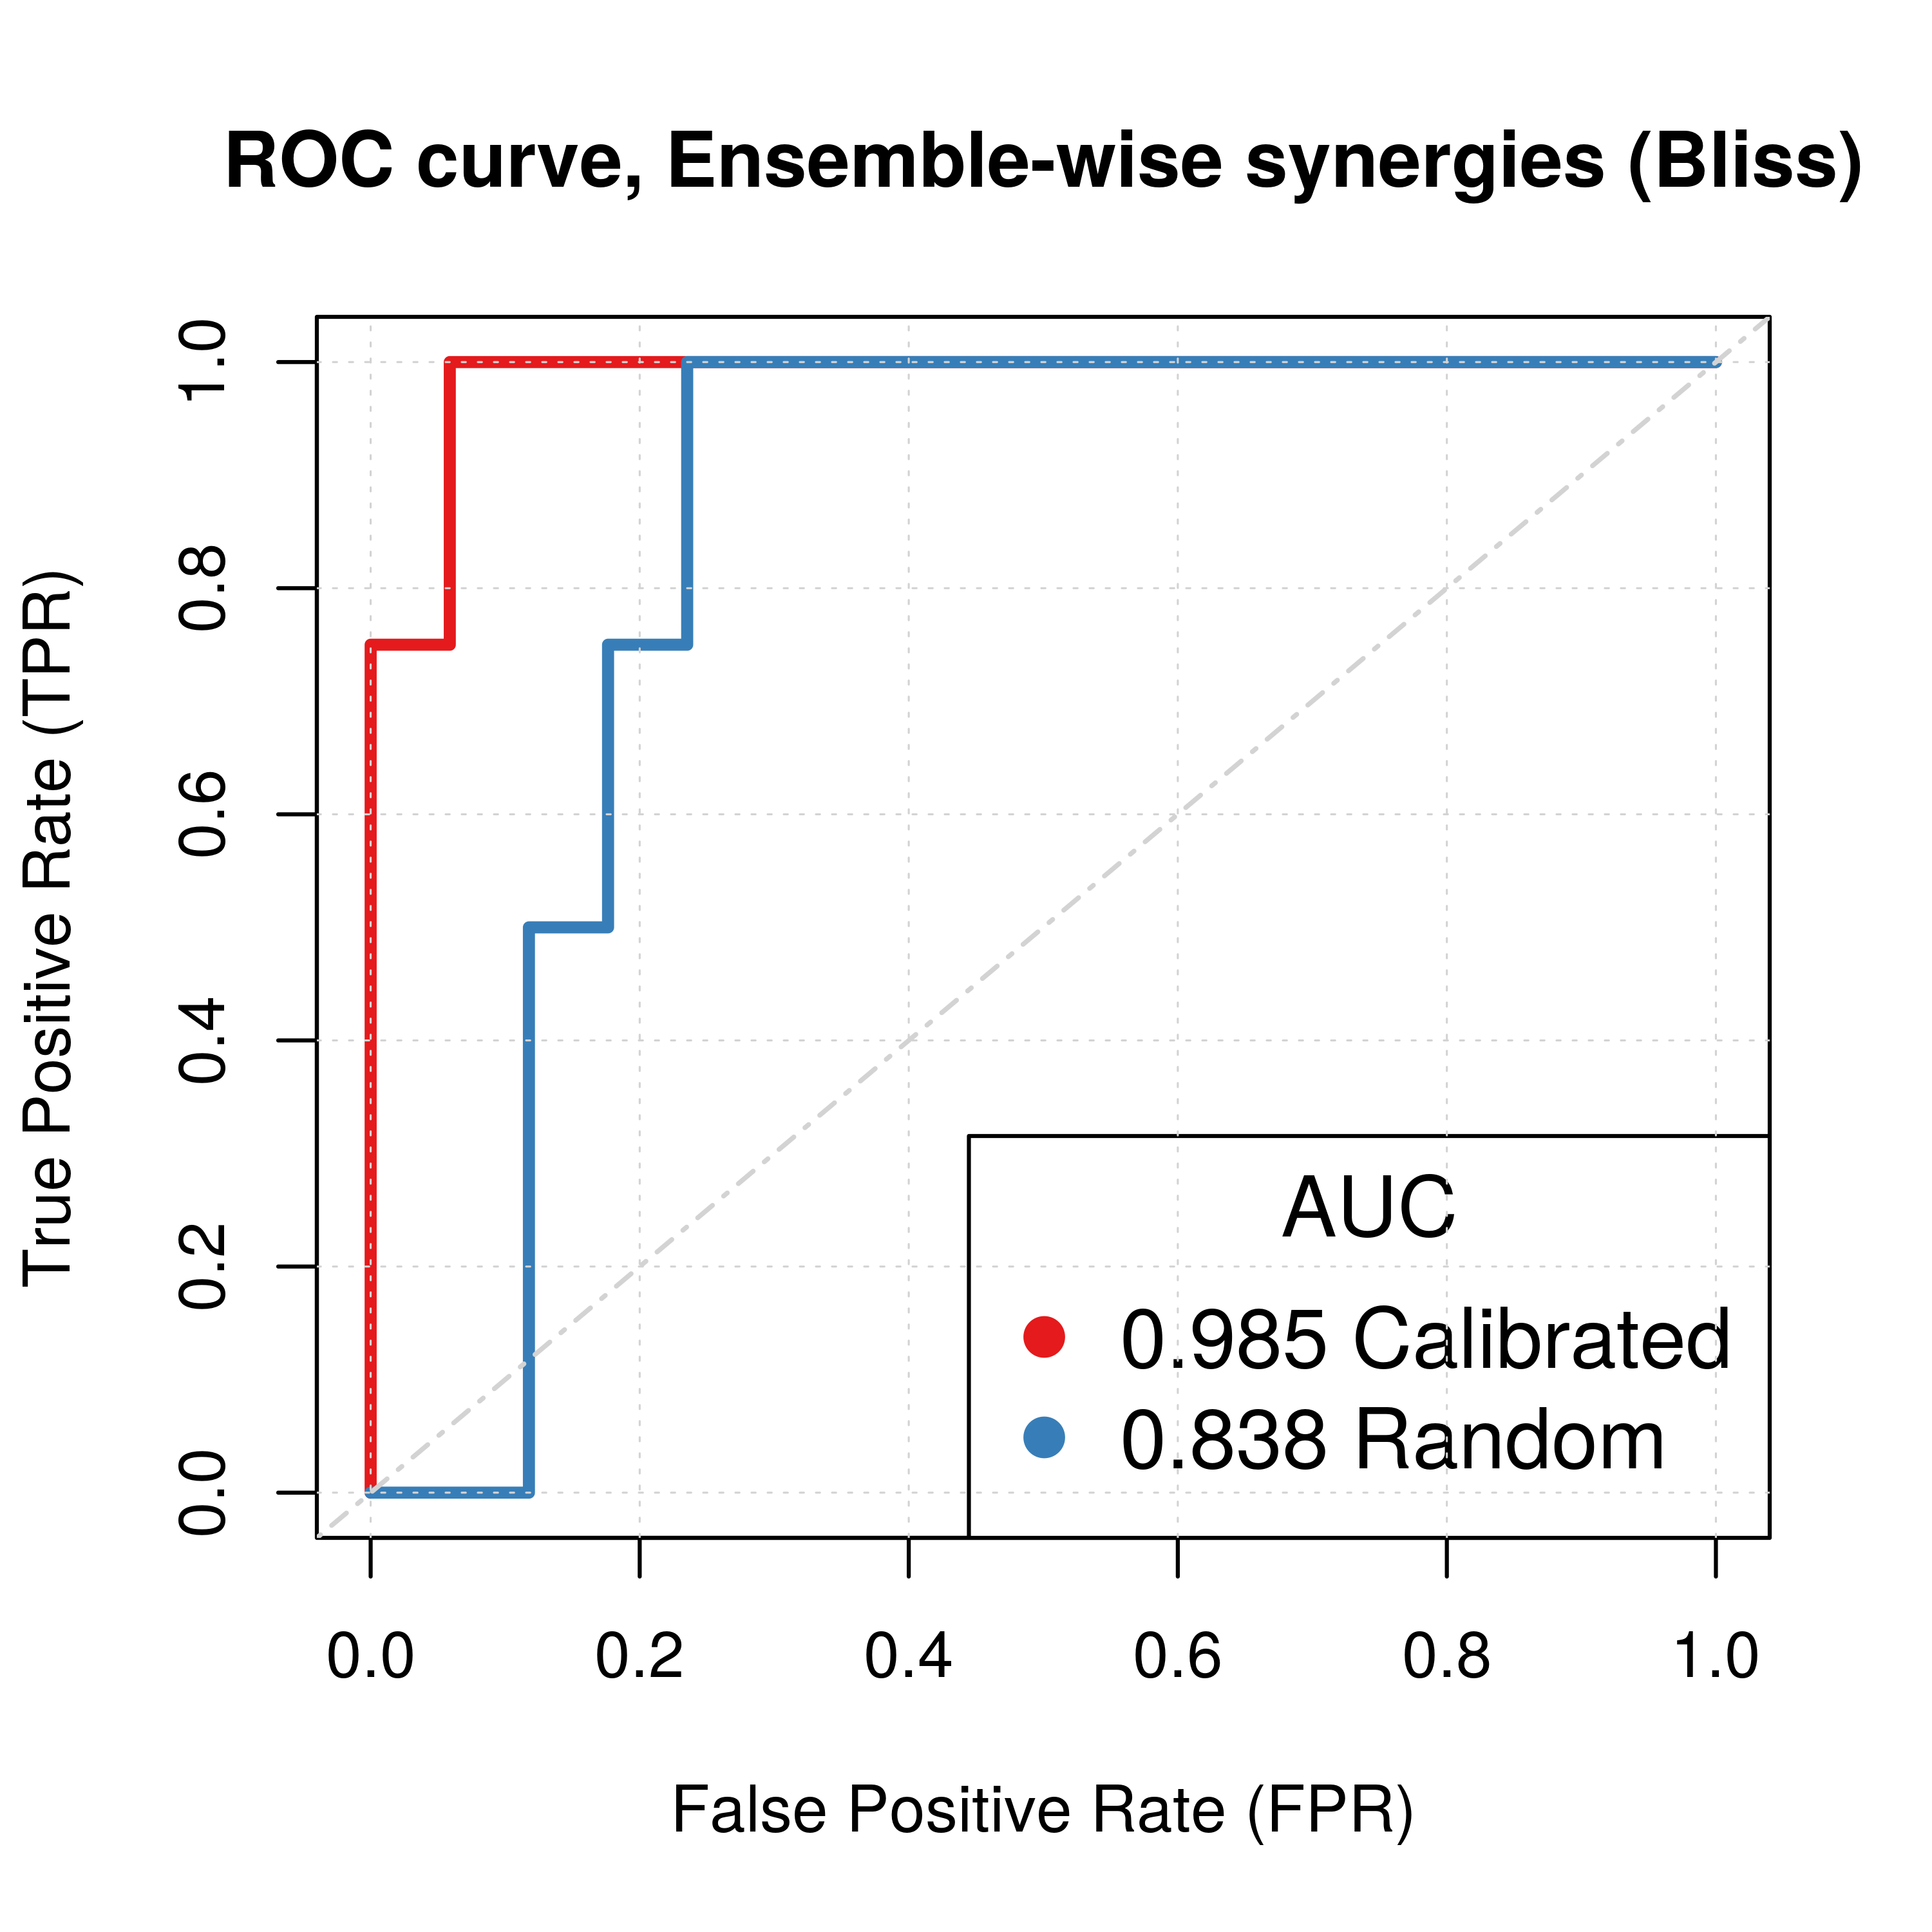 ROC curve, Ensemble-wise synergies (Bliss)
True Positive Rate (TPR)
1.0
0.8
0.6
0.4
0.2
0.0
AUC
0.985 Calibrated
0.838 Random
0.0 0.2 0.4 0.6 0.8 1.0
False Positive Rate (FPR)